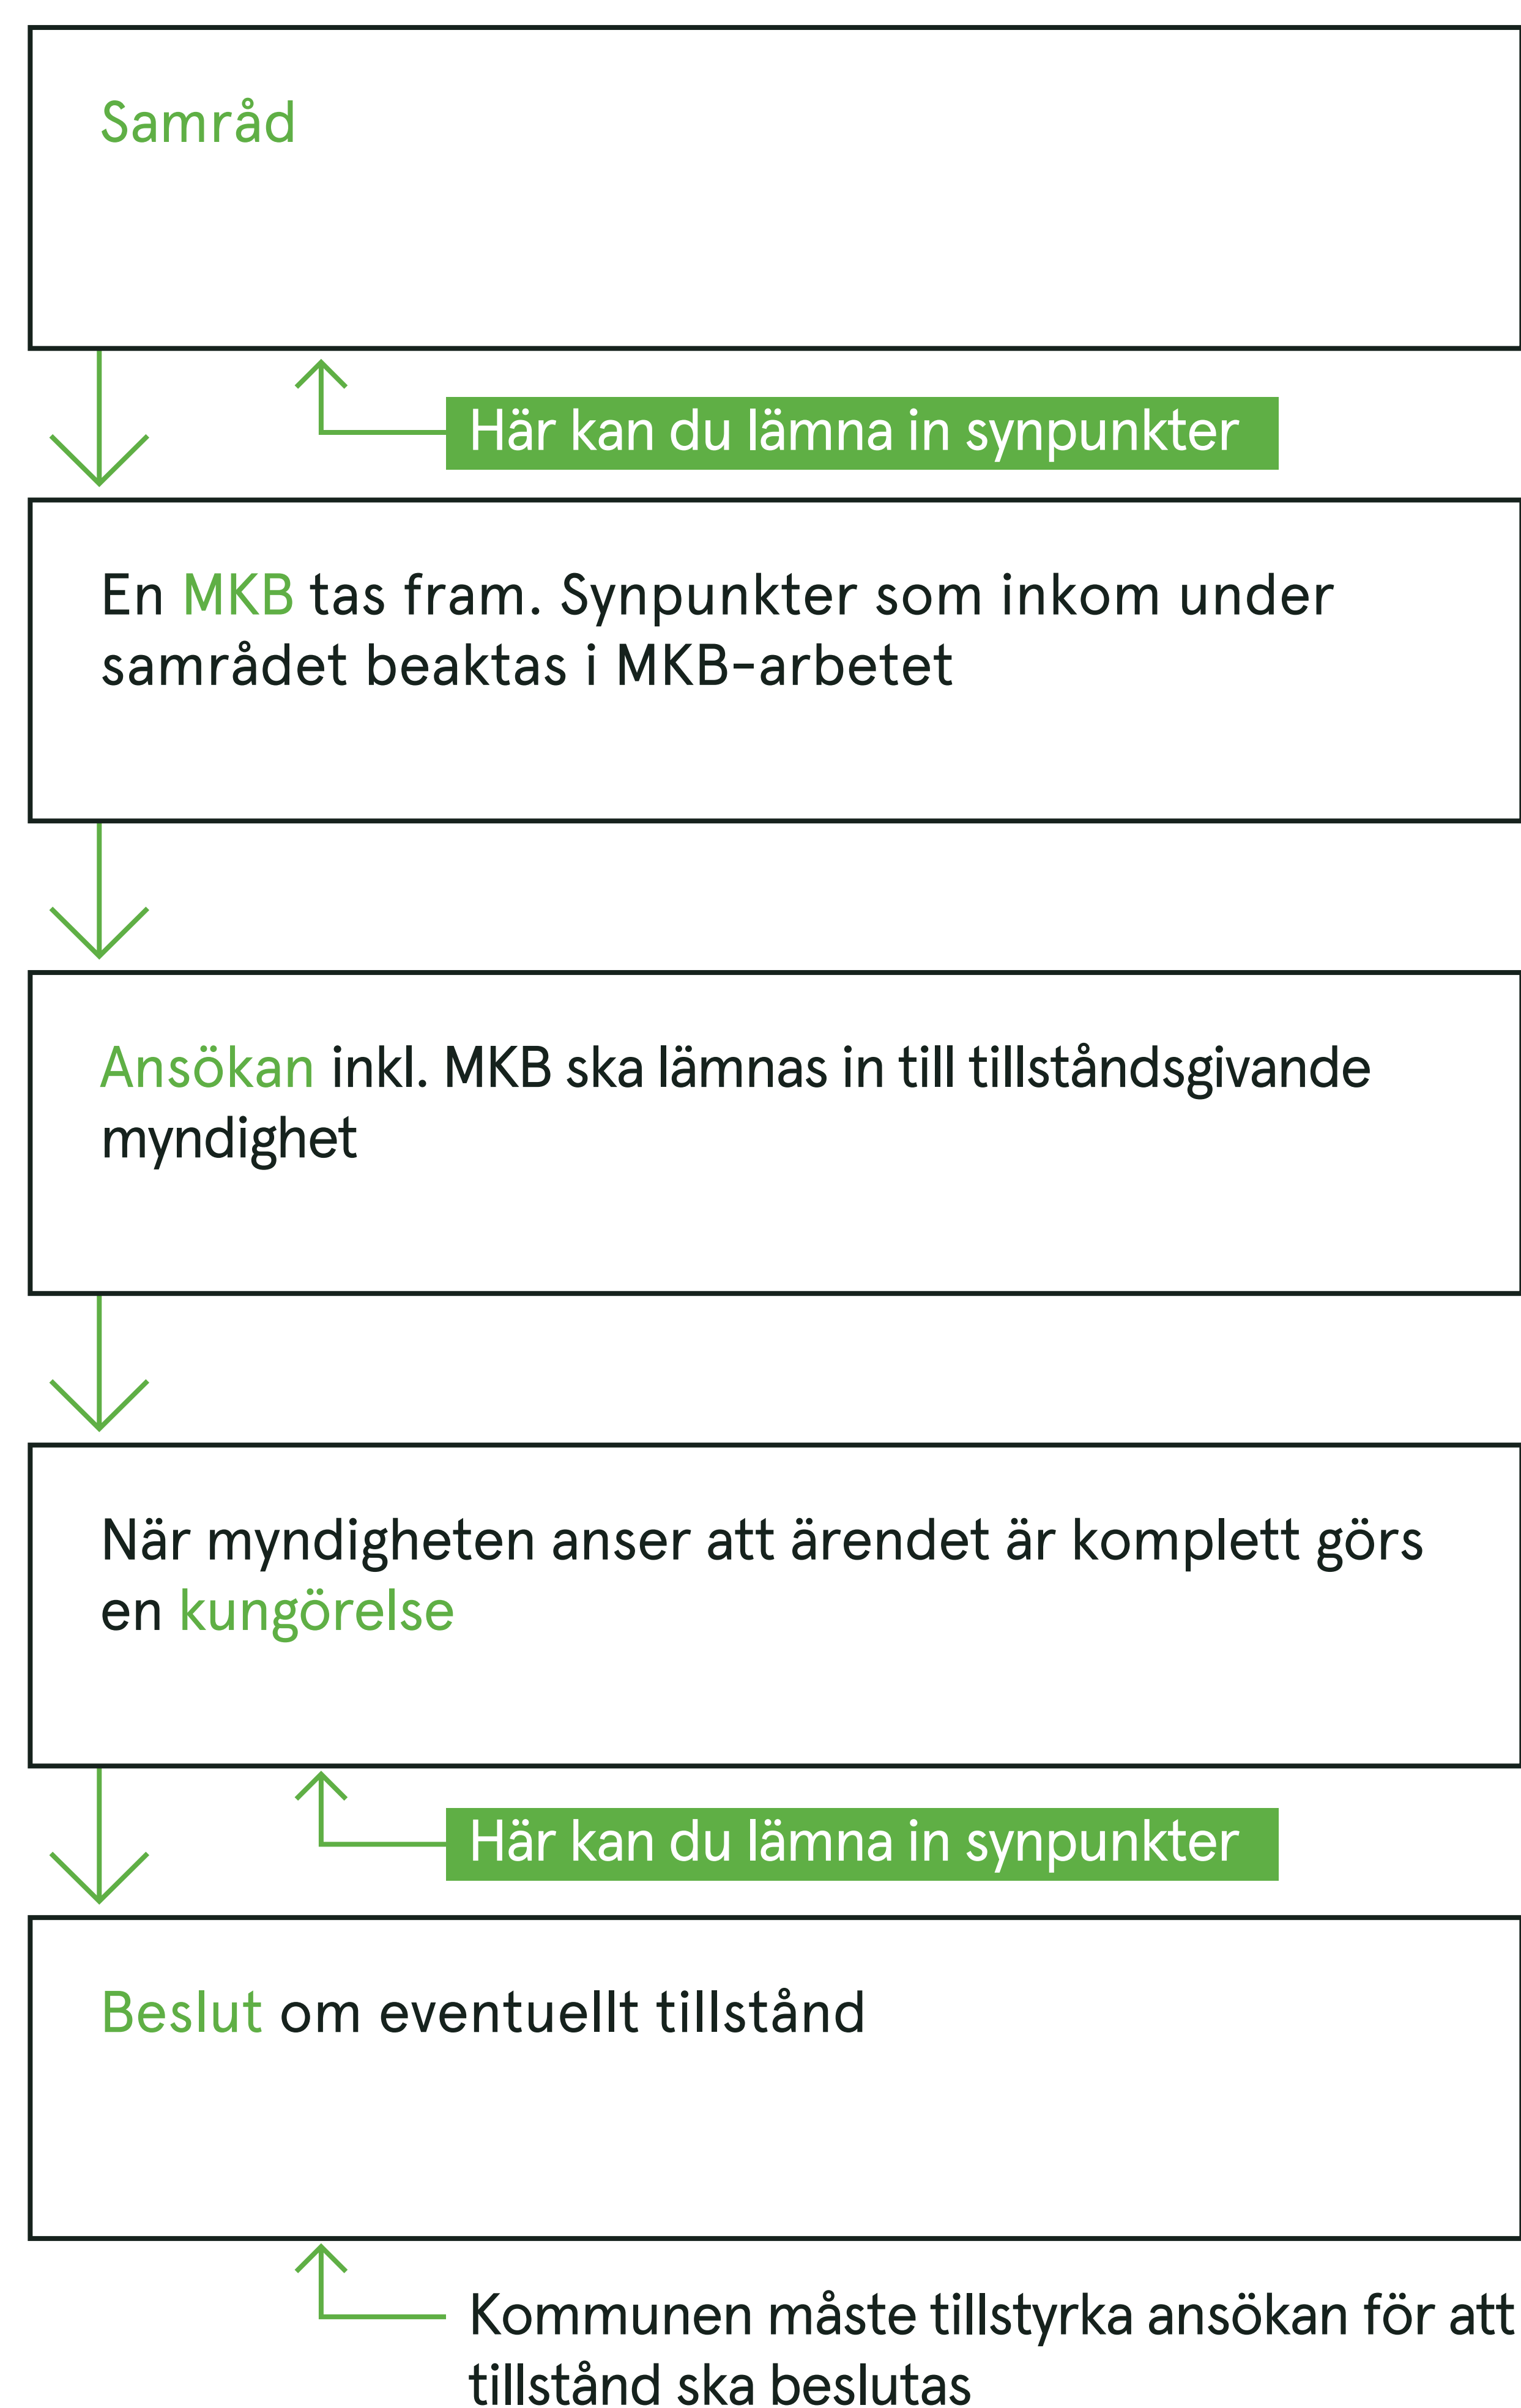 Samråd
Här kan du lämna in synpunkter
En MKB tas fram. Synpunkter som inkom under
samrådet beaktas i MKB-arbetet
Ansökan inkl. MKB ska lämnas in till tillståndsgivande
myndighet
När myndigheten anser att ärendet är komplett görs
en kungörelse
Här kan du lämna in synpunkter
Beslut om eventuellt tillstånd
Kommunen måste tillstyrka ansökan för att
tillstånd ska beslutas